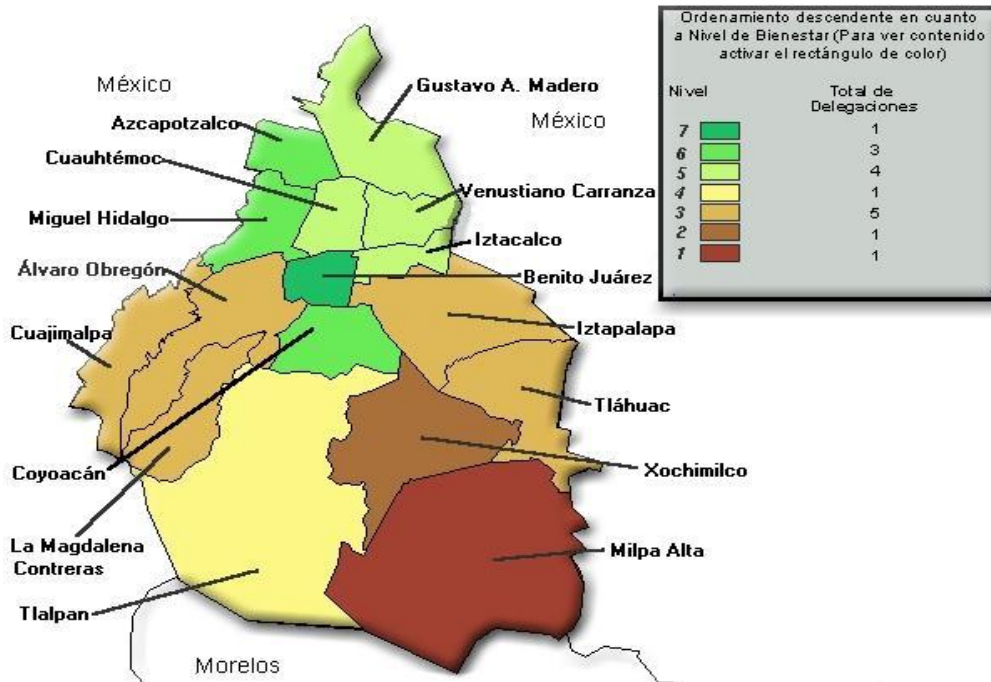 Ordenamiento descendente en cuanto
a Nivel de Bienestar (Para ver contenido
activar el rectángulo de color)
Nivel
Total de
Delegaciones
7 1
6 3
5 4
4 1
3 5
2 1
1 1
México
Gustavo A. Madero
México
Azcapotzalco
Cuauhtémoc
Venustiano Carranza
Miguel Hidalgo
Iztacalco
Álvaro Obregón
Benito Juárez
Cuajimalpa
Iztapalapa
Tláhuac
Coyoacán
Xochimilco
La Magdalena
Contreras
Milpa Alta
Tlalpan
Morelos